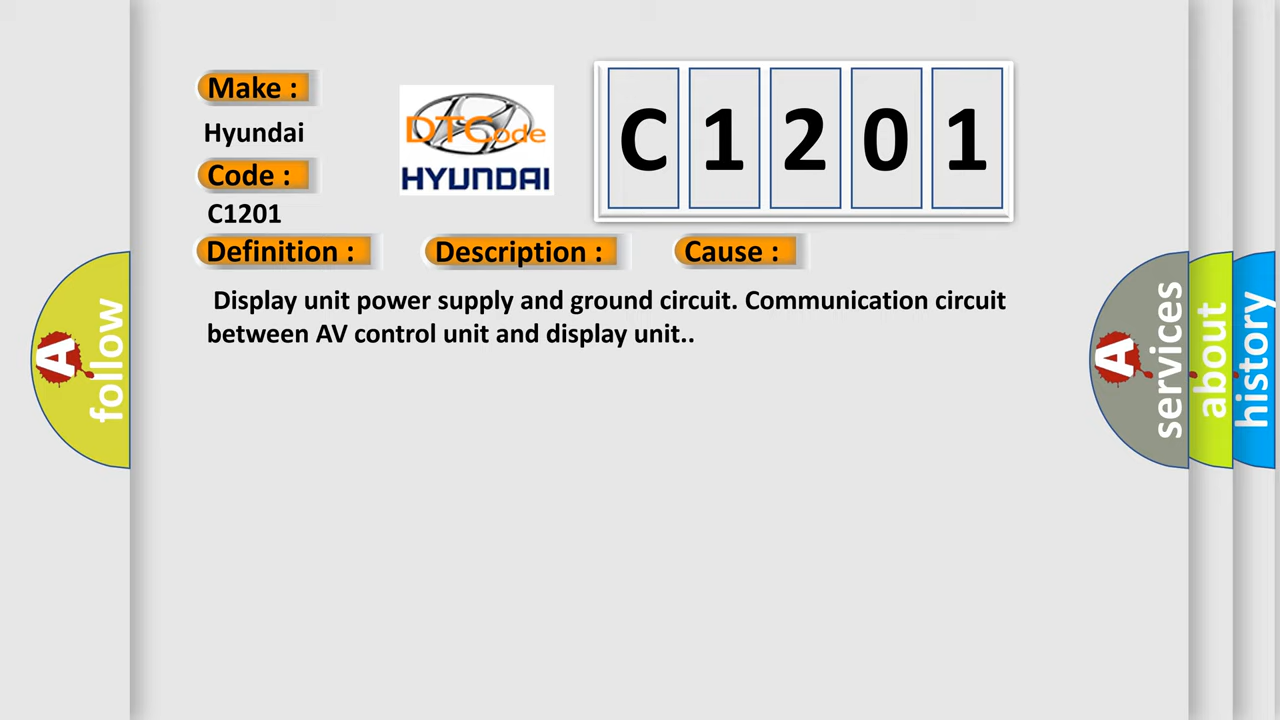 Make :
Hyundai
Code :
C1201
DTCode
HYUNDAI
C 1 2 0 1
Definition :
Description :
Cause :
Display unit power supply and ground circuit. Communication circuit
between AV control unit and display unit..
A
follow
A
services
about
history